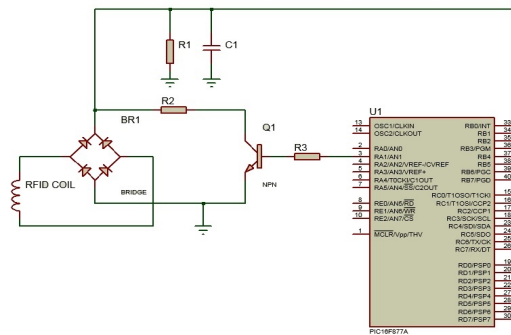 R1
C1
R2
BR1
Q1
R3
RFID COIL
BRIDGE
NPN
U1
13 OSC1/CLKIN
14 OSC2/CLKOUT
2 RA0/AN0
3 RA1/AN1
4 RA2/AN2/VREF-/CVREF
5 RA3/AN3/VREF+
6 RA4/T0CKI/C1OUT
7 RA5/AN4/SS/C2OUT
8 RE0/AN5/RD
9 RE1/AN6/WR
10 RE2/AN7/CS
1 MCLR/Vpp/THV
RB0/INT 33
RB1 34
RB2 35
RB3/PGM 36
RB4 37
RB5 38
RB6/PGC 39
RB7/PGD 40
RC0/T1OSO/T1CKI 15
RC1/T1OSI/CCP2 16
RC2/CCP1 17
RC3/SCK/SCL 18
RC4/SDI/SDA 23
RC5/SDO 24
RC6/TX/CK 25
RC7/RX/DT 26
RD0/PSP0 19
RD1/PSP1 20
RD2/PSP2 21
RD3/PSP3 22
RD4/PSP4 27
RD5/PSP5 28
RD6/PSP6 29
RD7/PSP7 30
PIC16F877A